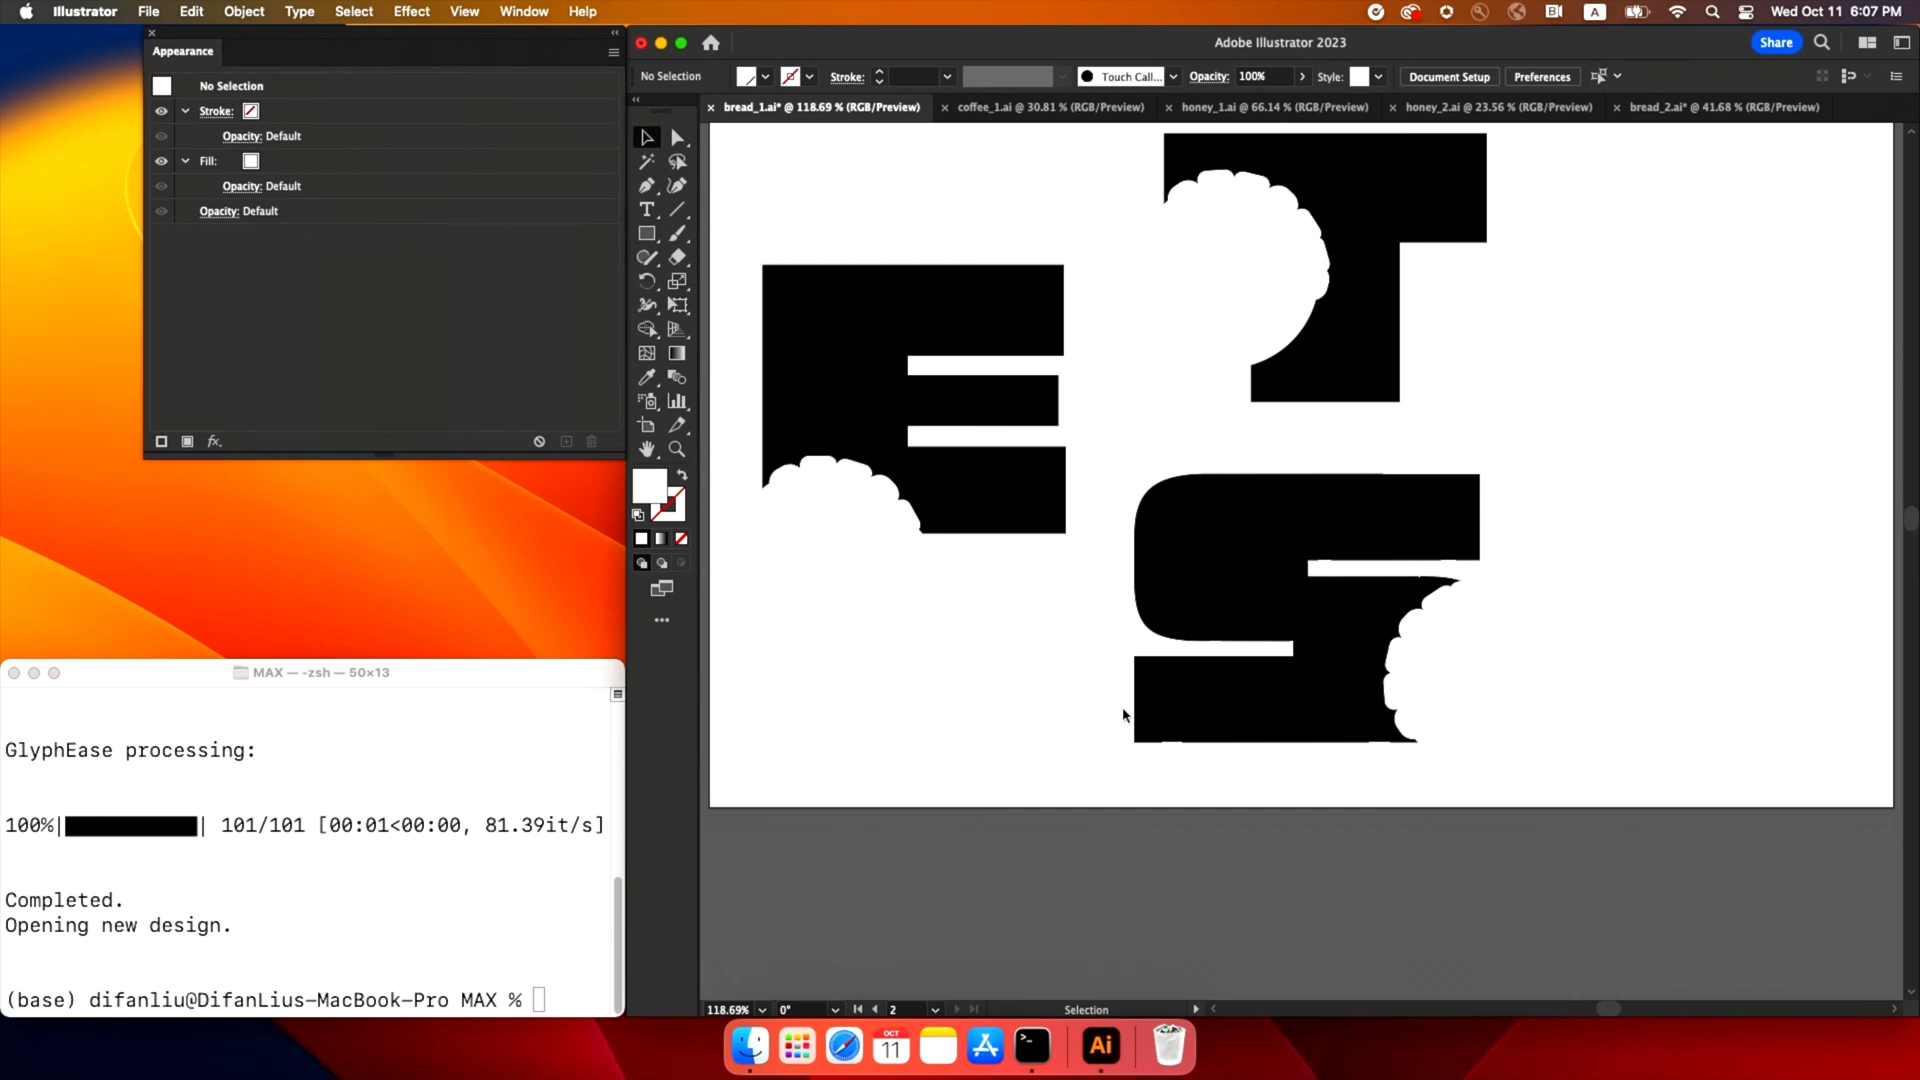 Illustrator File Edit Object Type Select Effect View Window Help
A
Wed Oct 11 6:07 PM
Appearance
No Selection
Stroke:
Opacity: Default
Fill:
Opacity: Default
Opacity: Default
fx.
Adobe Illustrator 2023
Share
No Selection
Stroke:
Touch Call...
Opacity: 100%
Style:
Document Setup
Preferences
bread_1.ai* @ 118.69 % (RGB/Preview)
coffee_1.ai @ 30.81 % (RGB/Preview)
honey_1.ai @ 66.14 % (RGB/Preview)
honey_2.ai @ 23.56 % (RGB/Preview)
bread_2.ai* @ 41.68 % (RGB/Preview)
T
E
S
MAX — -zsh — 50×13
GlyphEase processing:
100%| | 101/101 [00:01<00:00, 81.39it/s]
Completed.
Opening new design.
(base) difanliu@DifanLius-MacBook-Pro MAX %
118.69%
0°
2
Selection
OCT
11
Ai